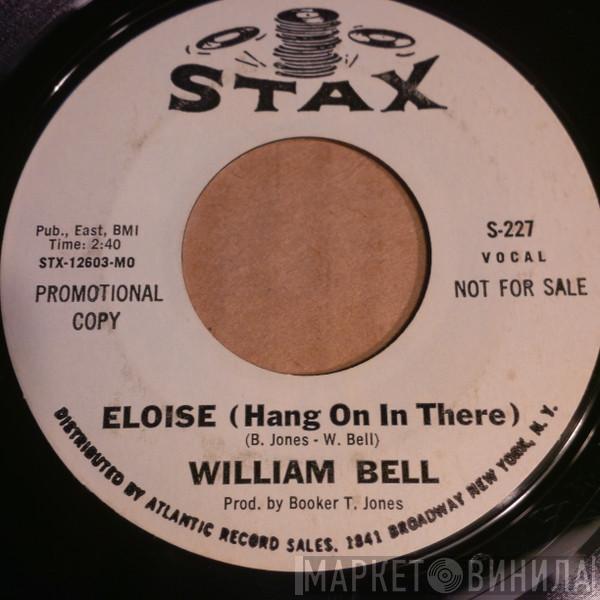 STAX
Pub., East, BMI
Time: 2:40
STX-12603-MO
PROMOTIONAL
COPY
S-227
VOCAL
NOT FOR SALE
ELOISE (Hang On In There)
(B. Jones - W. Bell)
WILLIAM BELL
Prod. by Booker T. Jones
DISTRIBUTED BY ATLANTIC RECORD SALES. 1841 BROADWAY NEW YORK, N.Y.
МАРКЕТ ВИНИЛА